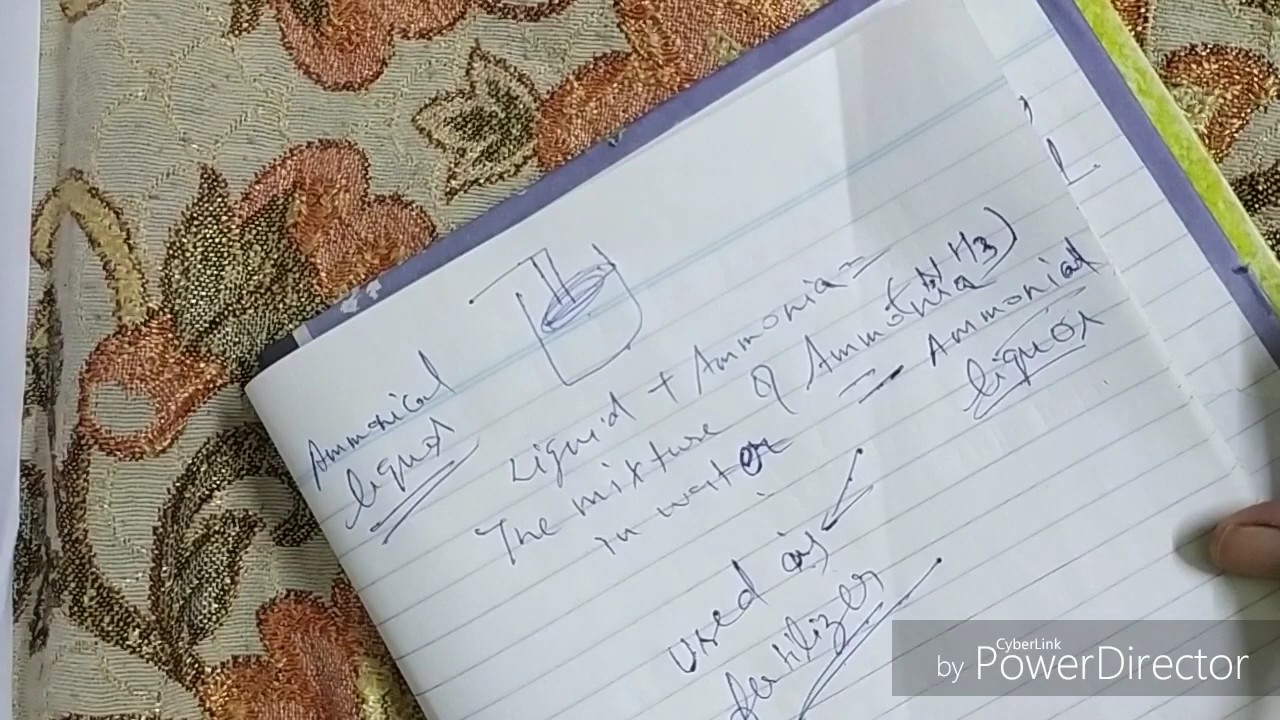 Ammonical
liquor
Liquid + Ammonia =
(NH3)
The mixture of Ammonia
in water = Ammonical
liquor
used as
fertilizer
L.
CyberLink
by PowerDirector